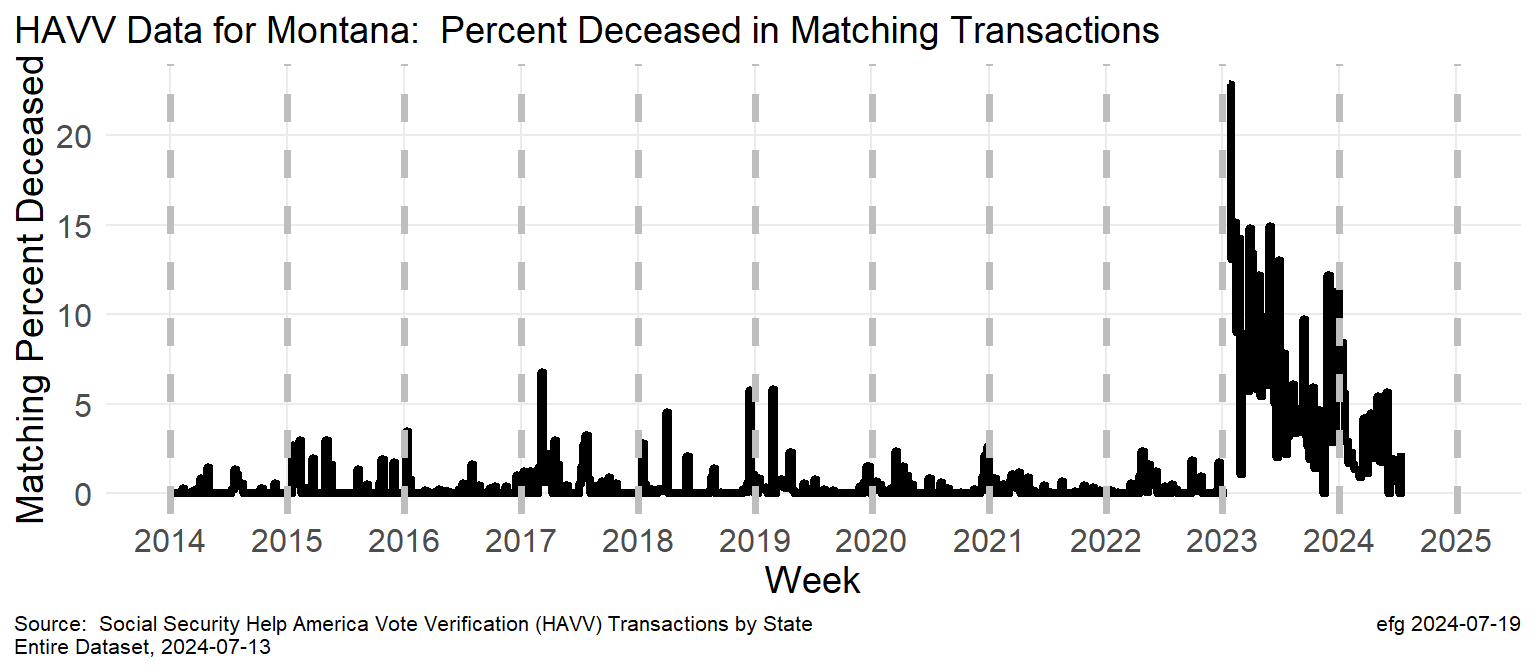 HAVV Data for Montana:  Percent Deceased in Matching Transactions
Matching Percent Deceased
20
15
10
5
0
2014 2015 2016 2017 2018 2019 2020 2021 2022 2023 2024 2025
Week
Source:  Social Security Help America Vote Verification (HAVV) Transactions by State
Entire Dataset, 2024-07-13
efg 2024-07-19